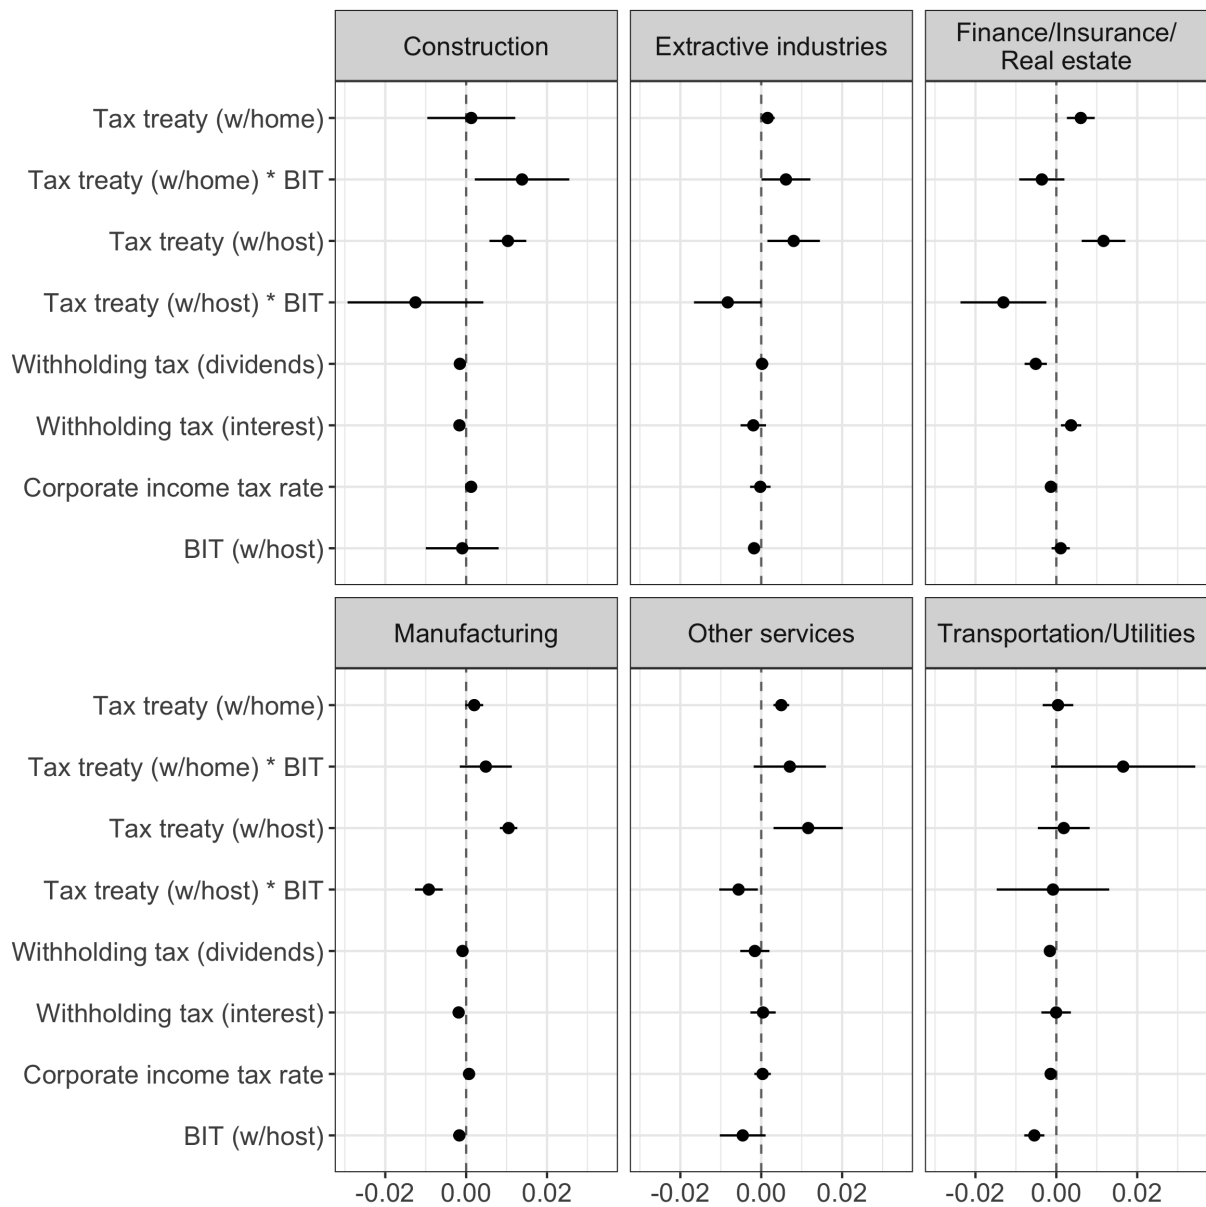 Construction
Extractive industries
Finance/Insurance/
Real estate
Tax treaty (w/home)
Tax treaty (w/home) * BIT
Tax treaty (w/host)
Tax treaty (w/host) * BIT
Withholding tax (dividends)
Withholding tax (interest)
Corporate income tax rate
BIT (w/host)
Manufacturing
Other services
Transportation/Utilities
Tax treaty (w/home)
Tax treaty (w/home) * BIT
Tax treaty (w/host)
Tax treaty (w/host) * BIT
Withholding tax (dividends)
Withholding tax (interest)
Corporate income tax rate
BIT (w/host)
-0.02 0.00 0.02
-0.02 0.00 0.02
-0.02 0.00 0.02